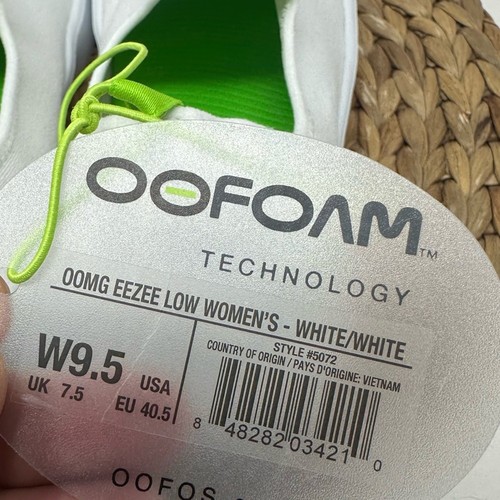 OOFOAM™
TECHNOLOGY
OOMG EEZEE LOW WOMEN'S - WHITE/WHITE
STYLE #5072
COUNTRY OF ORIGIN / PAYS D'ORIGINE: VIETNAM
W9.5 USA
UK 7.5 EU 40.5
8 48282 03421 0
OOFOS